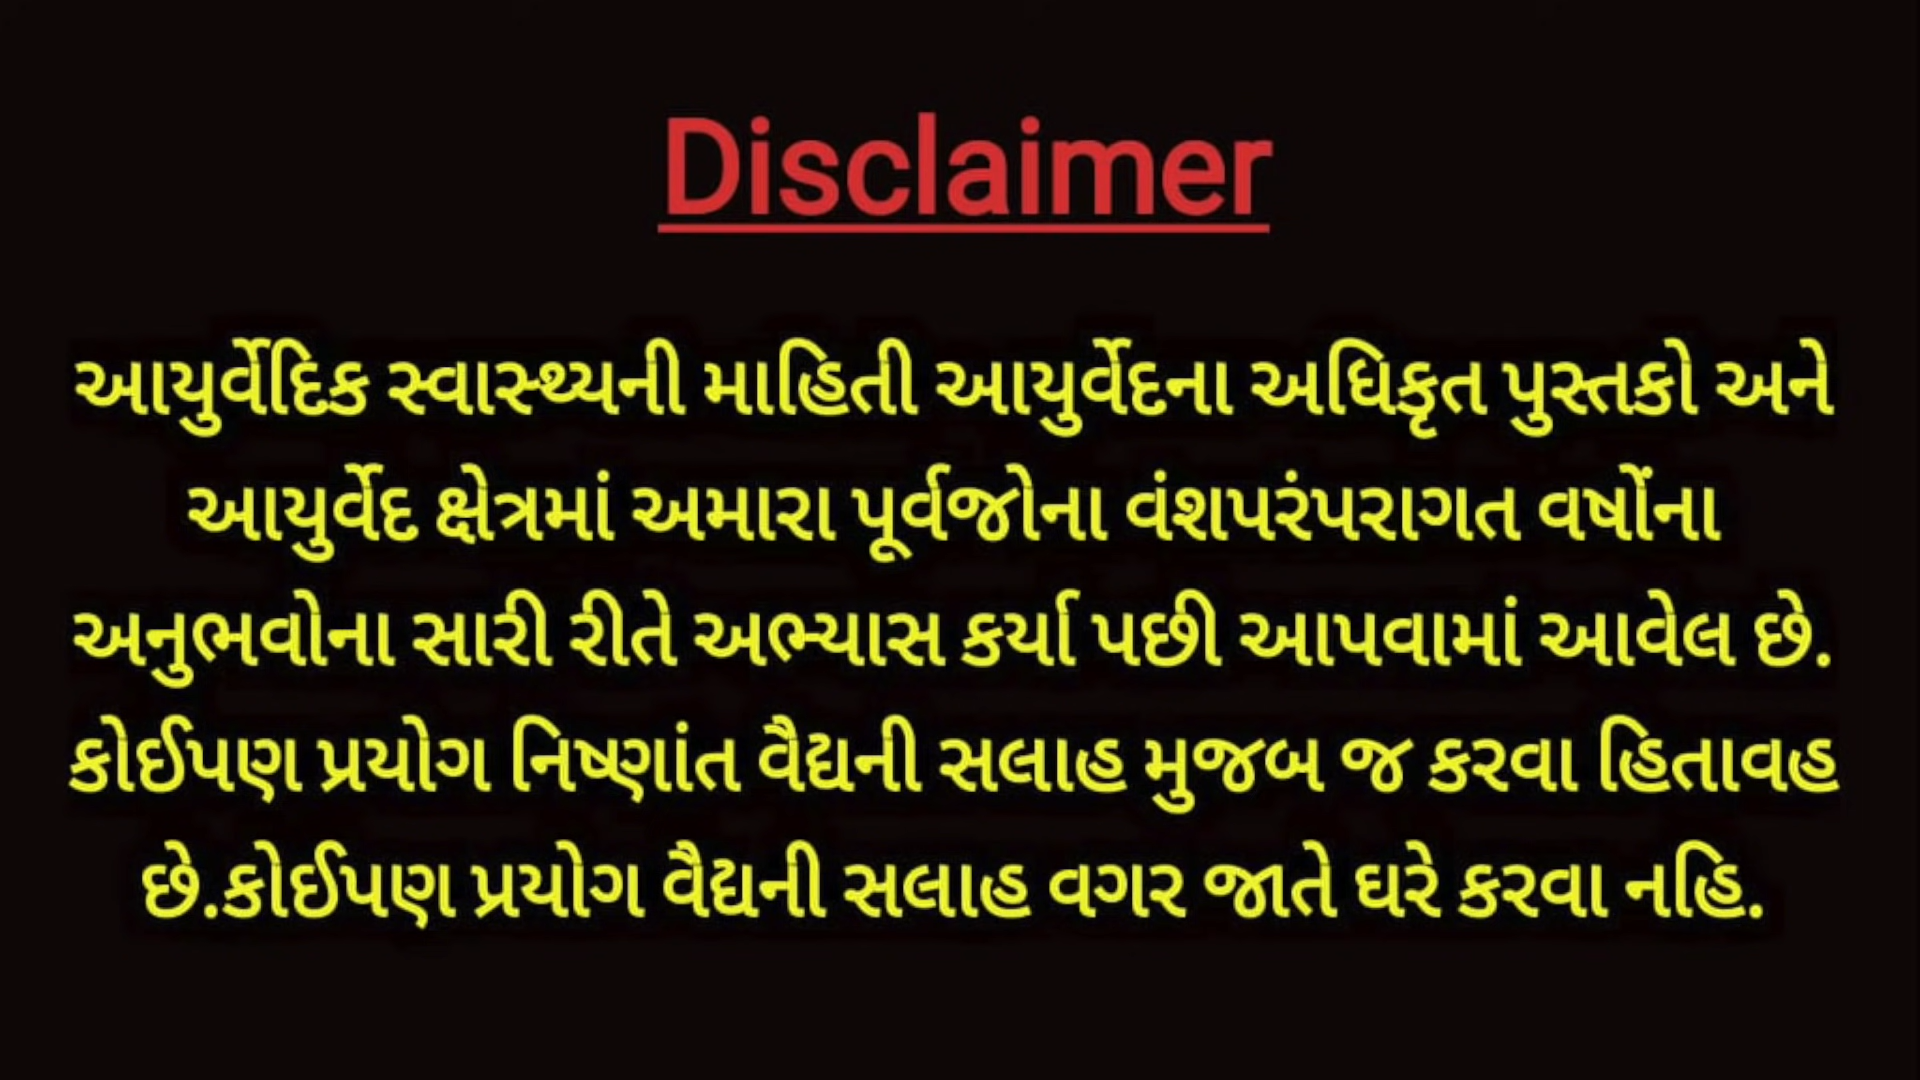 Disclaimer
આયુર્વેદિક સ્વાસ્થ્યની માહિતી આયુર્વેદના અધિકૃત પુસ્તકો અને
આયુર્વેદ ક્ષેત્રમાં અમારા પૂર્વજોના વંશપરંપરાગત વર્ષોના
અનુભવોના સારી રીતે અભ્યાસ કર્યા પછી આપવામાં આવેલ છે.
કોઈપણ પ્રયોગ નિષ્ણાંત વૈદ્યની સલાહ મુજબ જ કરવા હિતાવહ
છે.કોઈપણ પ્રયોગ વૈદ્યની સલાહ વગર જાતે ઘરે કરવા નહિ.